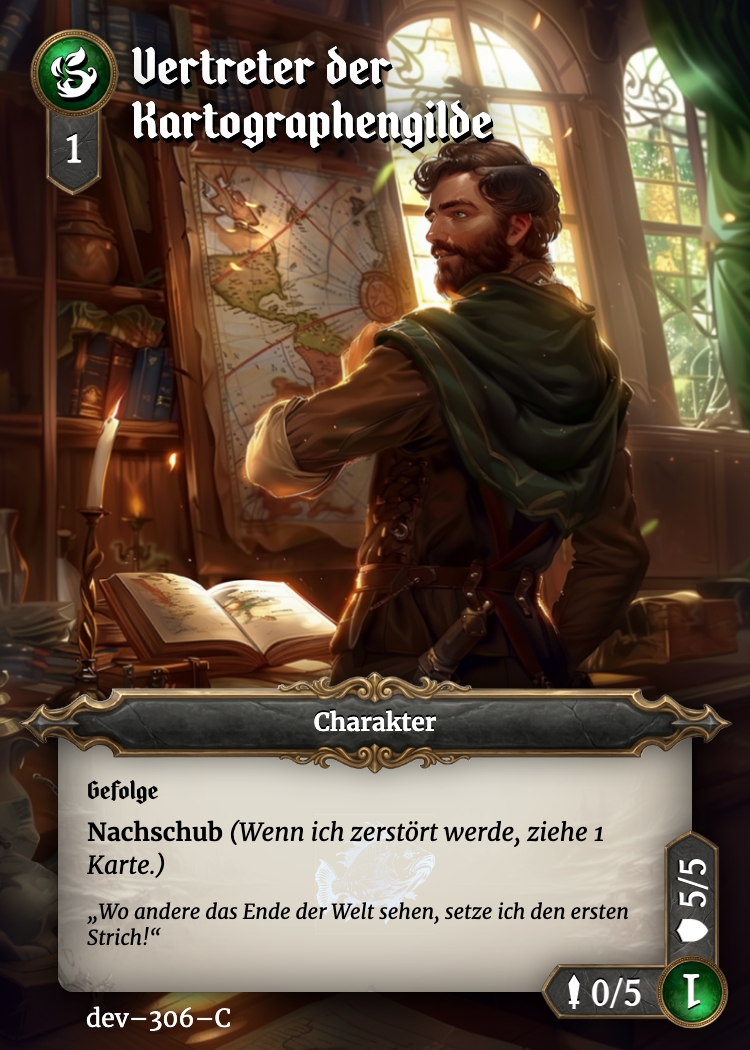 Vertreter der
Kartographengilde
1
Charakter
Gefolge
Nachschub (Wenn ich zerstört werde, ziehe 1
Karte.)
„Wo andere das Ende der Welt sehen, setze ich den ersten
Strich!“
5/5
0/5
1
dev–306–C